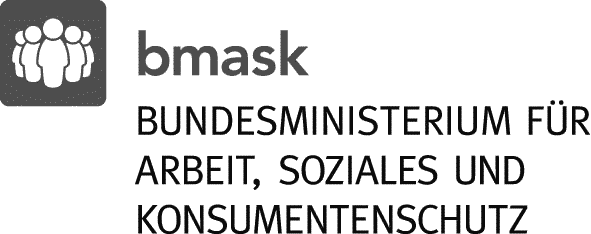 bmask
BUNDESMINISTERIUM FÜR
ARBEIT, SOZIALES UND
KONSUMENTENSCHUTZ